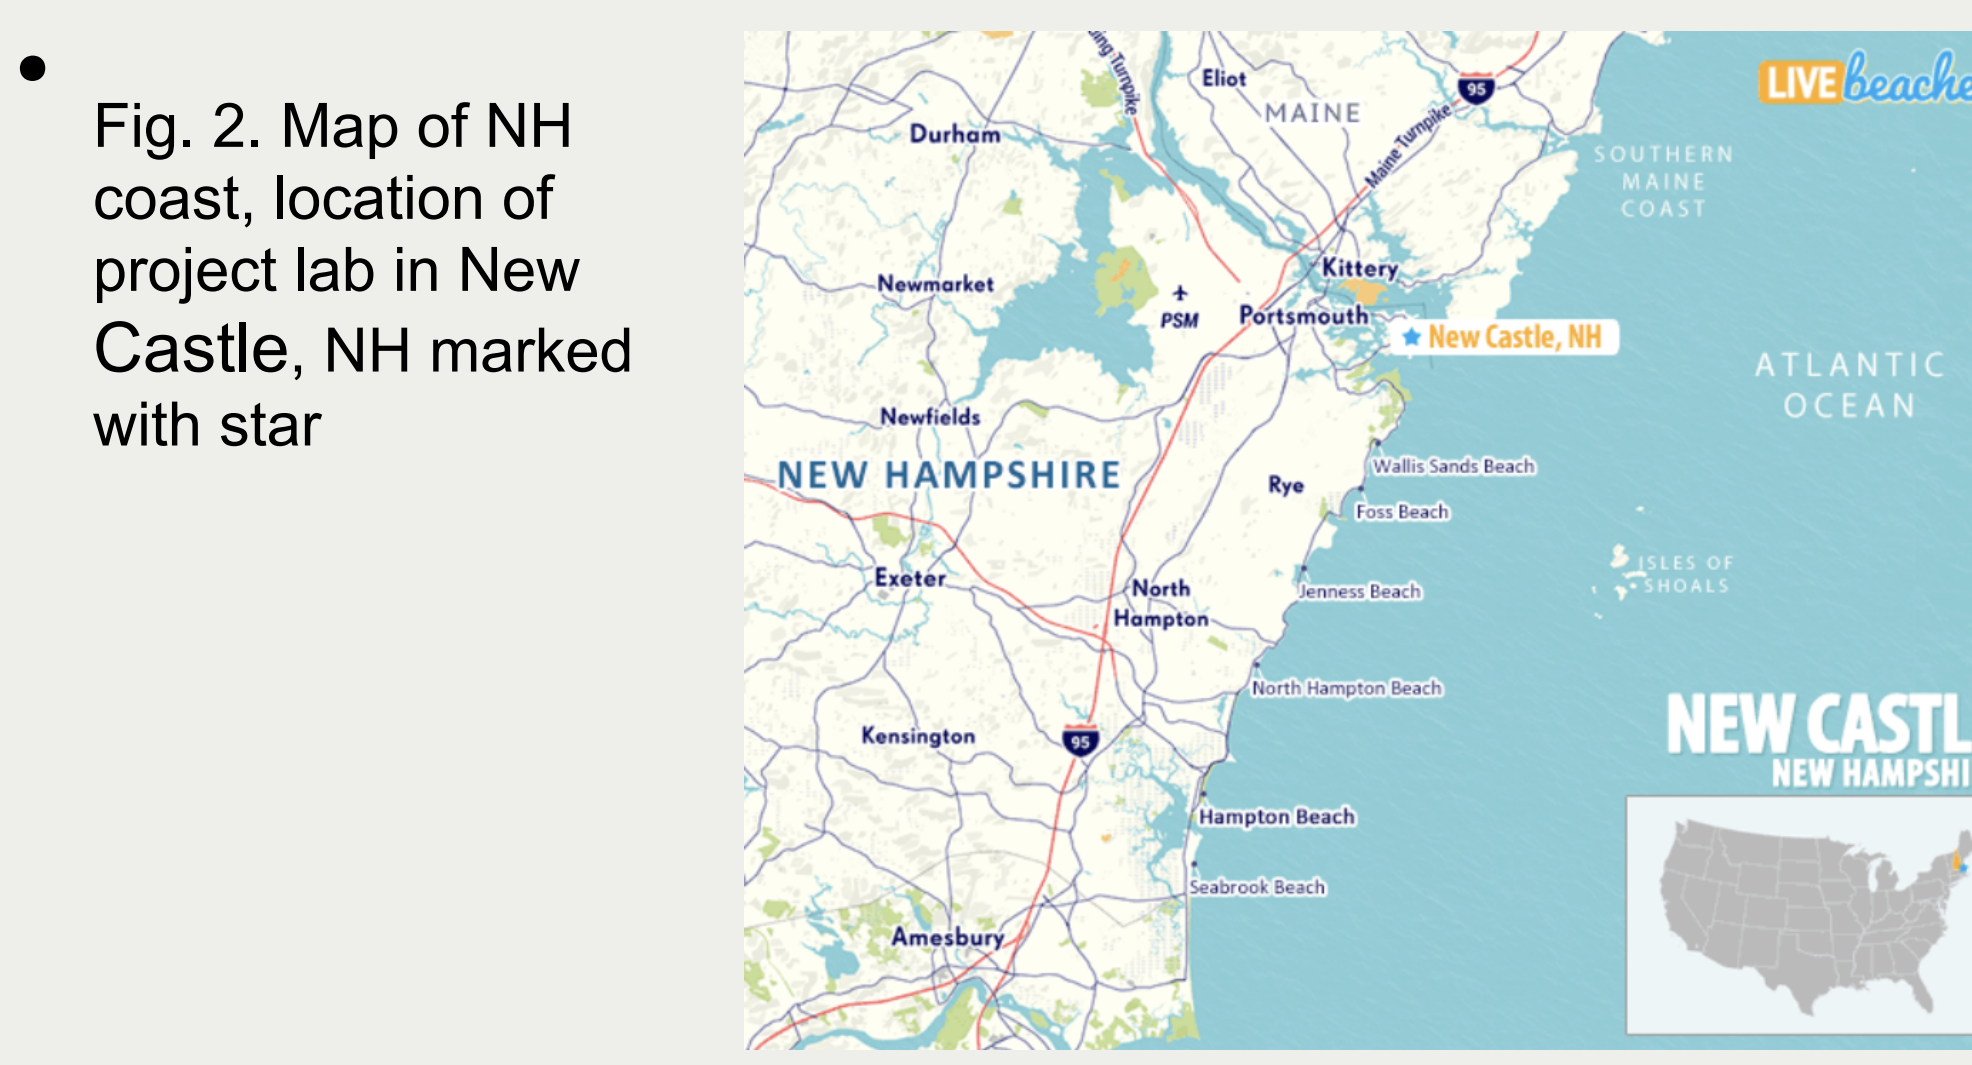 Fig. 2. Map of NH
coast, location of
project lab in New
Castle, NH marked
with star
LIVE beache
Turnpike
Eliot
95
MAINE
Maine Turnpike
Durham
SOUTHERN
MAINE
COAST
Newmarket
Kittery
PSM
Portsmouth
New Castle, NH
ATLANTIC
OCEAN
Newfields
NEW HAMPSHIRE
Wallis Sands Beach
Rye
Foss Beach
ISLES OF
SHOALS
Exeter
North
Hampton
Jenness Beach
North Hampton Beach
Kensington
95
NEW CASTL
NEW HAMPSHI
Hampton Beach
Seabrook Beach
Amesbury